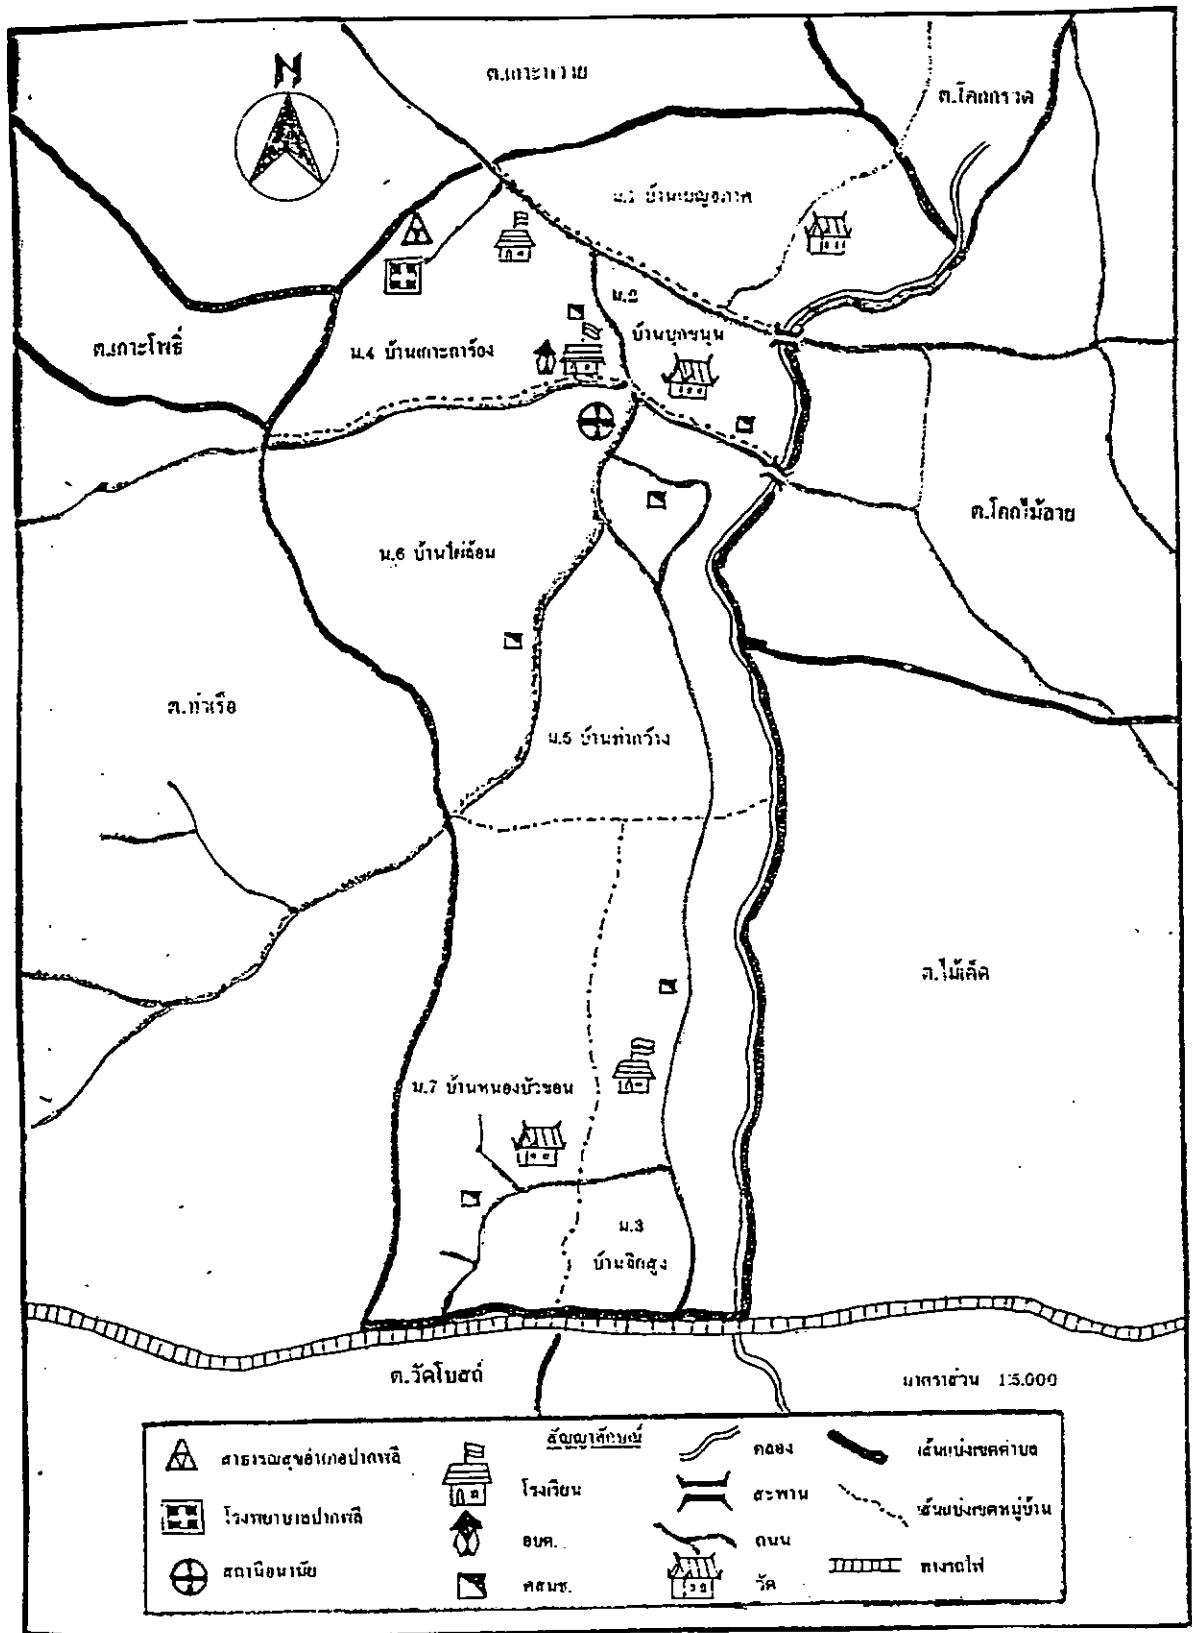 N
ต.เกาะหวาย
ต.โคกกรวด
ม.1 บ้านเบญจภาค
ม.2
บ้านบุกขนุน
ต.เกาะโพธิ์
ม.4 บ้านเกาะการ้อง
ต.โคกไม้ลาย
ม.6 บ้านไผ่ล้อม
ต.ท่าเรือ
ม.5 บ้านท่ากว้าง
ต.ไม้เค็ด
ม.7 บ้านหนองบัวขอน
ม.3
บ้านจิกสูง
ต.วัดโบสถ์
มาตราส่วน 1:5.000
สัญญาลักษณ์
สาธารณสุขอำเภอปากพลี
โรงพยาบาลปากพลี
สถานีอนามัย
โรงเรียน
อบต.
ศสมช.
คลอง
สะพาน
ถนน
วัด
เส้นแบ่งเขตตำบล
เส้นแบ่งเขตหมู่บ้าน
ทางรถไฟ